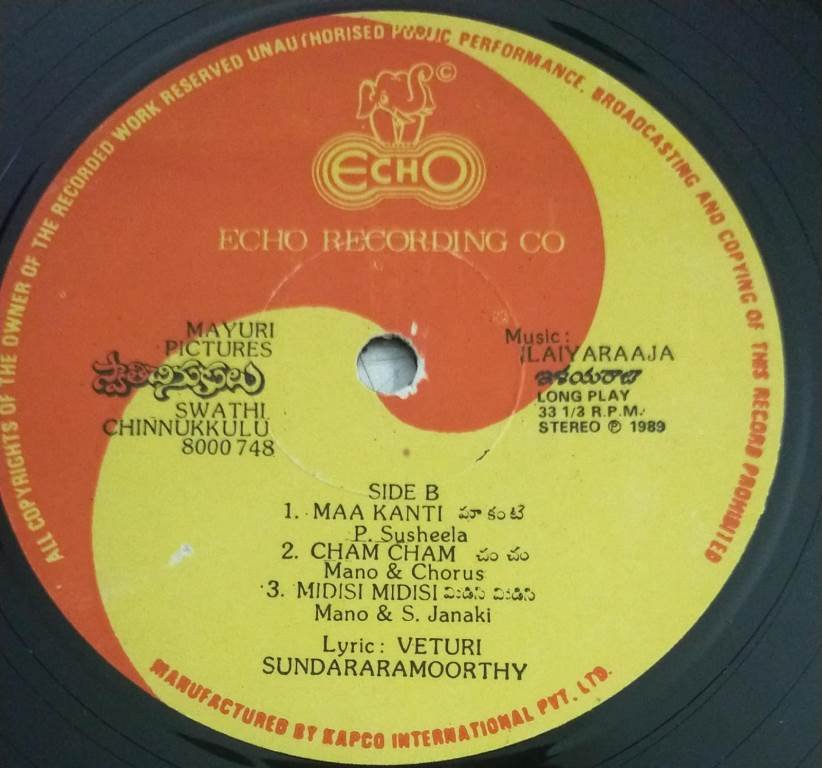 ALL COPYRIGHTS OF THE OWNER OF THE RECORDED WORK RESERVED UNAUTHORISED PUBLIC PERFORMANCE, BROADCASTING AND COPYING OF THIS RECORD PROHIBITED
©
ECHO
ECHO RECORDING CO
MAYURI
PICTURES
స్వాతిచినుకులు
SWATHI
CHINNUKKULU
8000 748
Music:
ILAIYARAAJA
ఇళయరాజా
LONG PLAY
33 1/3 R.P.M.
STEREO ℗ 1989
SIDE B
1. MAA KANTI మా కంటి
P. Susheela
2. CHAM CHAM చం చం
Mano & Chorus
3. MIDISI MIDISI మిడిసి మిడిసి
Mano & S. Janaki
Lyric: VETURI
SUNDARARAMOORTHY
MANUFACTURED BY KAPCO INTERNATIONAL PVT. LTD.